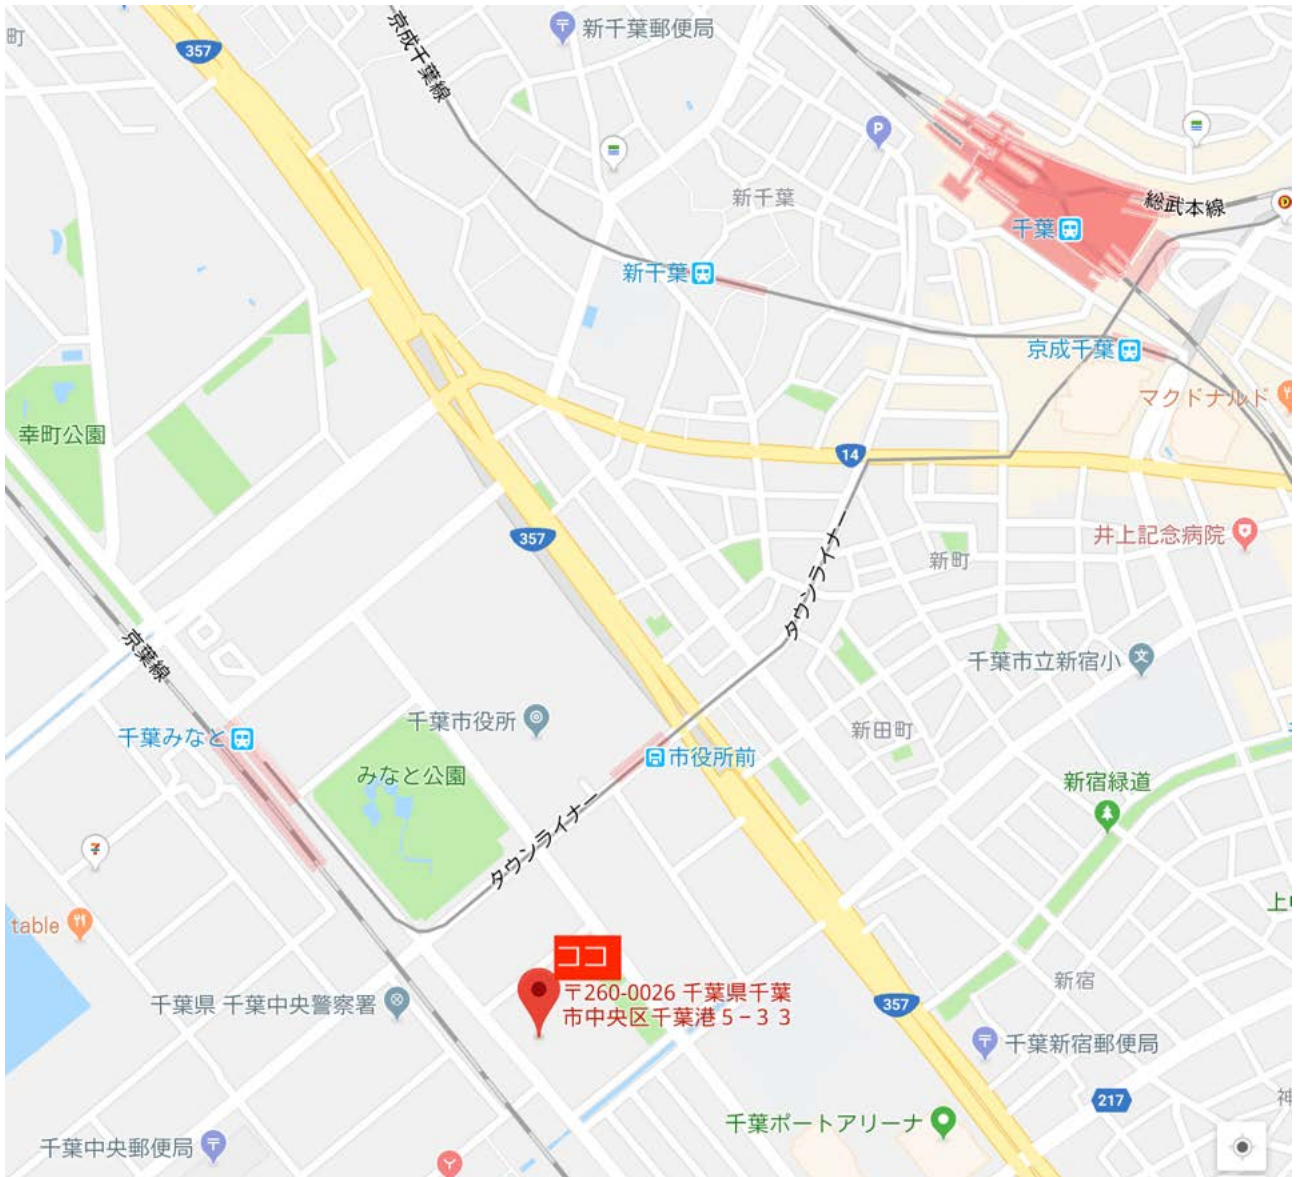 町
357
京成千葉線
新千葉郵便局
P
新千葉
総武本線
D
千葉
新千葉
京成千葉
マクドナルド
幸町公園
14
357
井上記念病院
新町
タウンライナー
京葉線
千葉市立新宿小
文
千葉市役所
新田町
千葉みなと
市役所前
みなと公園
新宿緑道
タウンライナー
7
table
上中
ココ
〒260-0026 千葉県千葉
市中央区千葉港5−33
新宿
千葉県 千葉中央警察署
357
千葉新宿郵便局
217
神
千葉ポートアリーナ
千葉中央郵便局